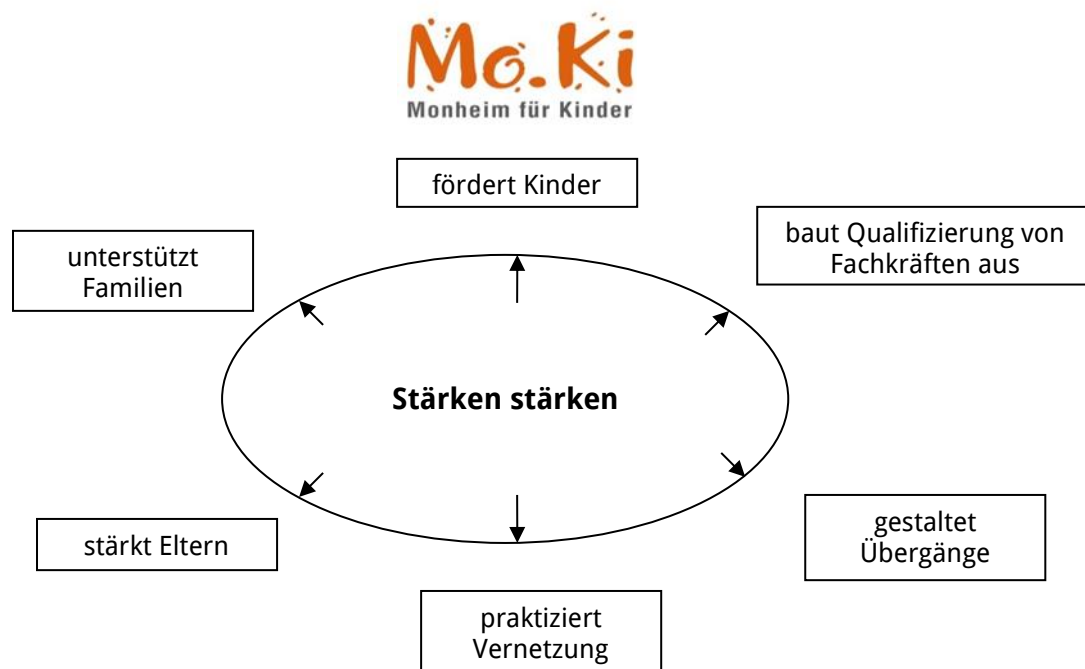 Mo.Ki
Monheim für Kinder
fördert Kinder
baut Qualifizierung von
Fachkräften aus
unterstützt
Familien
Stärken stärken
stärkt Eltern
gestaltet
Übergänge
praktiziert
Vernetzung